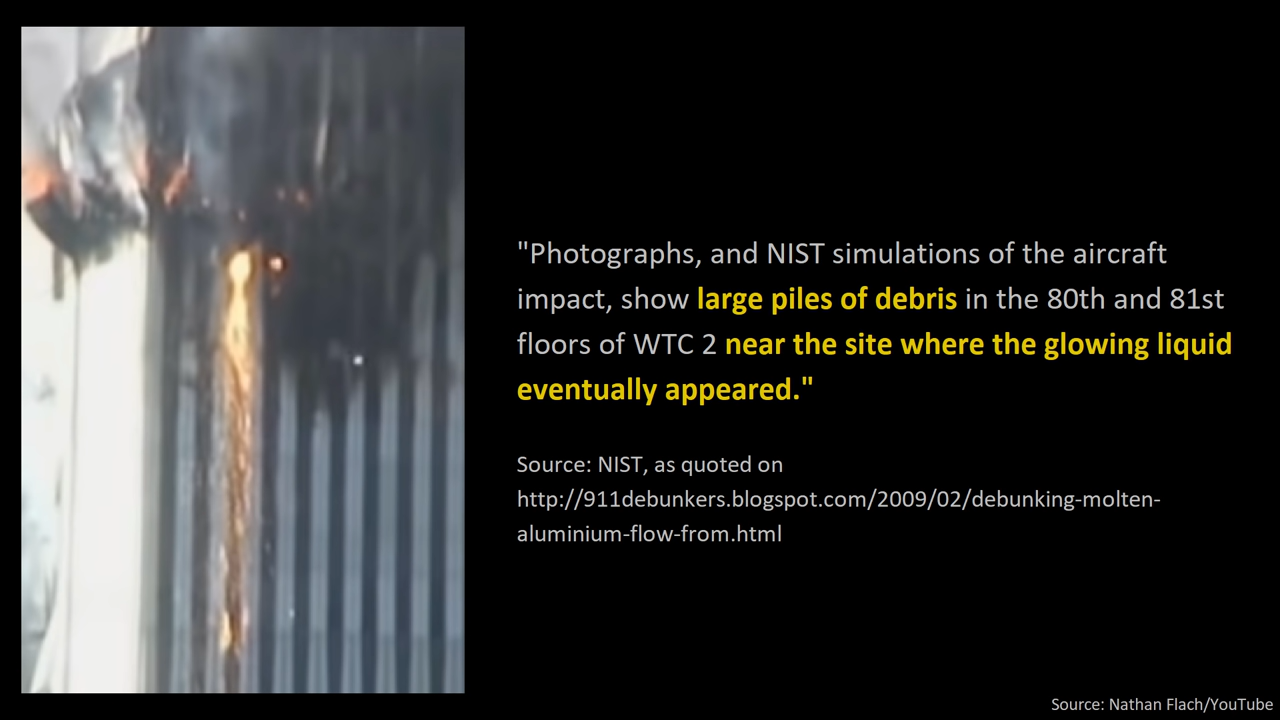 "Photographs, and NIST simulations of the aircraft
impact, show large piles of debris in the 80th and 81st
floors of WTC 2 near the site where the glowing liquid
eventually appeared."
Source: NIST, as quoted on
http://911debunkers.blogspot.com/2009/02/debunking-molten-
aluminium-flow-from.html
Source: Nathan Flach/YouTube